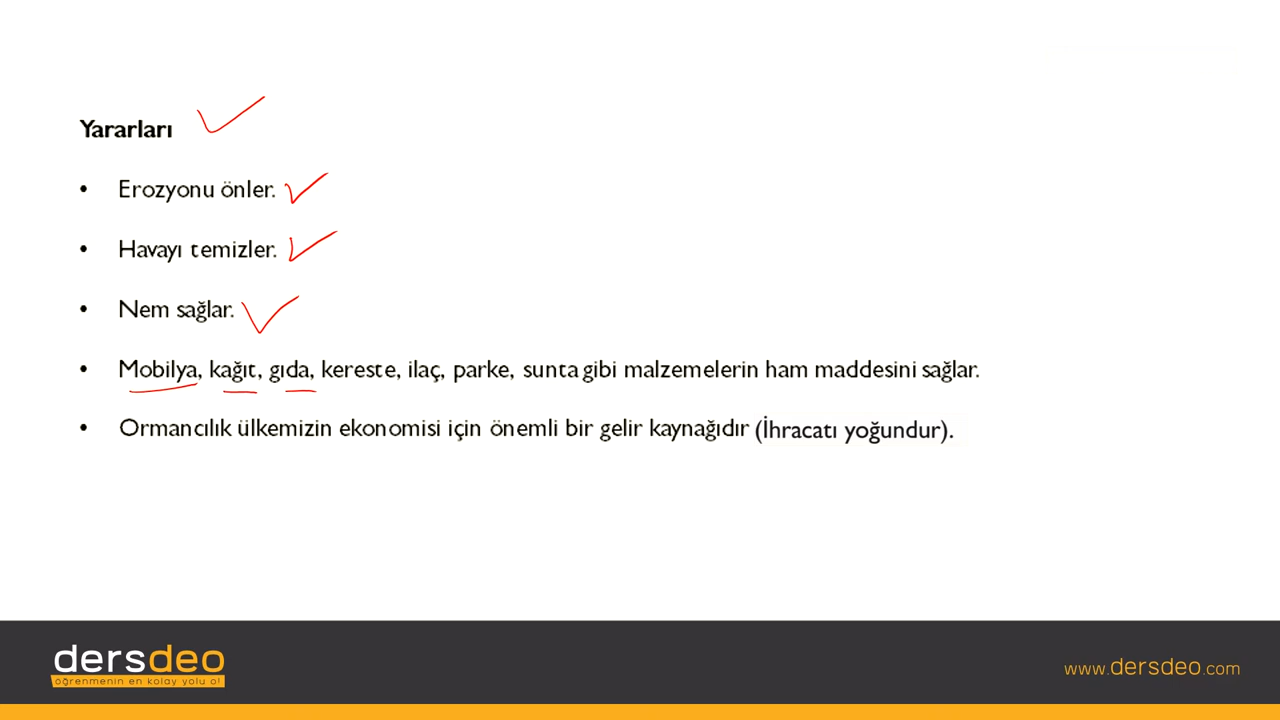 Yararları
• Erozyonu önler.
• Havayı temizler.
• Nem sağlar.
• Mobilya, kağıt, gıda, kereste, ilaç, parke, sunta gibi malzemelerin ham maddesini sağlar.
• Ormancılık ülkemizin ekonomisi için önemli bir gelir kaynağıdır (İhracatı yoğundur).
dersdeo
öğrenmenin en kolay yolu o!
www.dersdeo.com